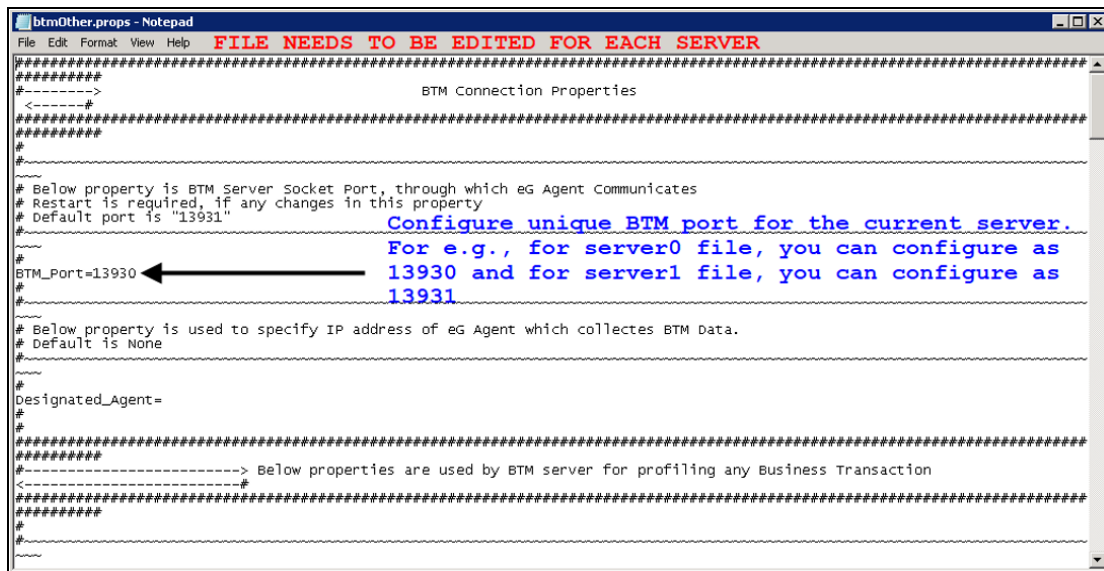 btmOther.props - Notepad
File Edit Format View Help FILE NEEDS TO BE EDITED FOR EACH SERVER
##############################################################################################################################
##########
#--------> BTM Connection Properties
<------#
##############################################################################################################################
##########
#
#~~~~~~~~~~~~~~~~~~~~~~~~~~~~~~~~~~~~~~~~~~~~~~~~~~~~~~~~~~~~~~~~~~~~~~~~~~~~~~~~~~~~~~~~~~~~~~~~~~~~~~~~~~~~~~~~~~~~~~~~~~~~~
~~~
# Below property is BTM Server Socket Port, through which eG Agent Communicates
# Restart is required, if any changes in this property
# Default port is "13931"
#~~~~~~~~~~~~~~~~~~~~~~~~~~~~~~~~~~~~~~~~~~~~~~~~~~~~~~~~~~~~~~~~~~~~~~~~~~~~~~~~~~~~~~~~~~~~~~~~~~~~~~~~~~~~~~~~~~~~~~~~~~~~~
~~~
#
BTM_Port=13930
Configure unique BTM port for the current server.
For e.g., for server0 file, you can configure as
13930 and for server1 file, you can configure as
13931
#
#~~~~~~~~~~~~~~~~~~~~~~~~~~~~~~~~~~~~~~~~~~~~~~~~~~~~~~~~~~~~~~~~~~~~~~~~~~~~~~~~~~~~~~~~~~~~~~~~~~~~~~~~~~~~~~~~~~~~~~~~~~~~~
~~~
# Below property is used to specify IP address of eG Agent which collectes BTM Data.
# Default is None
#~~~~~~~~~~~~~~~~~~~~~~~~~~~~~~~~~~~~~~~~~~~~~~~~~~~~~~~~~~~~~~~~~~~~~~~~~~~~~~~~~~~~~~~~~~~~~~~~~~~~~~~~~~~~~~~~~~~~~~~~~~~~~
~~~
#
Designated_Agent=
#
#
##############################################################################################################################
##########
#-------------------------> Below properties are used by BTM server for profiling any Business Transaction
<-------------------------#
##############################################################################################################################
##########
#
#~~~~~~~~~~~~~~~~~~~~~~~~~~~~~~~~~~~~~~~~~~~~~~~~~~~~~~~~~~~~~~~~~~~~~~~~~~~~~~~~~~~~~~~~~~~~~~~~~~~~~~~~~~~~~~~~~~~~~~~~~~~~~
~~~